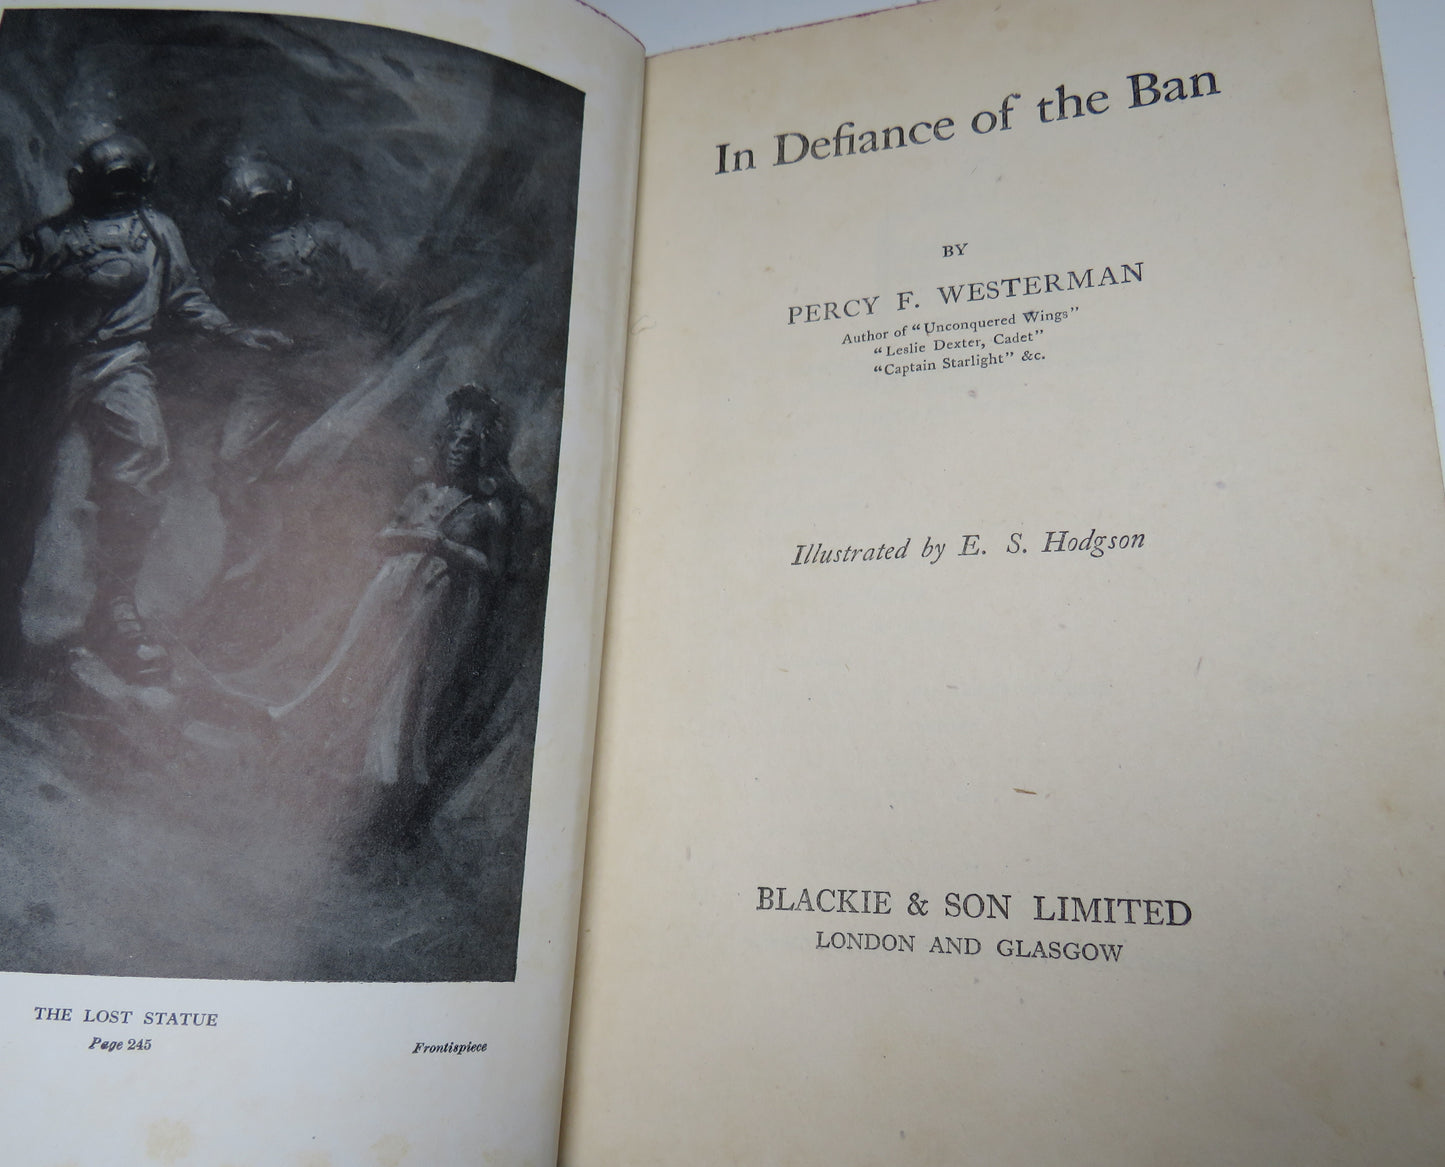 THE LOST STATUE
Page 245
Frontispiece
In Defiance of the Ban
BY
PERCY F. WESTERMAN
Author of "Unconquered Wings"
"Leslie Dexter, Cadet"
"Captain Starlight" &c.
Illustrated by E. S. Hodgson
BLACKIE & SON LIMITED
LONDON AND GLASGOW